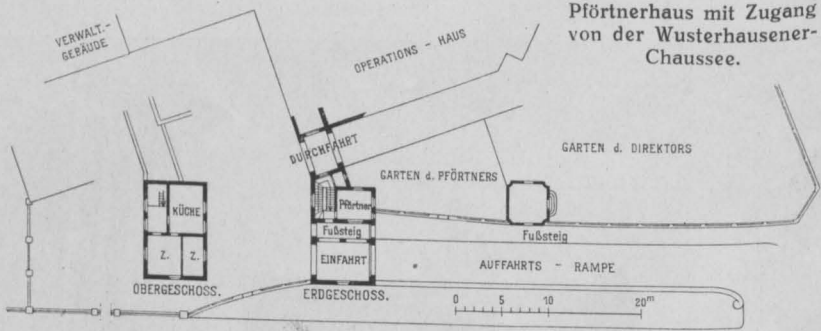 Pförtnerhaus mit Zugang
von der Wusterhausener-
Chaussee.
VERWALT.-
GEBÄUDE
OPERATIONS - HAUS
DURCHFAHRT
GARTEN d. PFÖRTNERS
GARTEN d. DIREKTORS
KÜCHE
Z.
Z.
OBERGESCHOSS.
Pförtner
Fußsteig
EINFAHRT
ERDGESCHOSS.
Fußsteig
AUFFAHRTS - RAMPE
0 5 10 20m